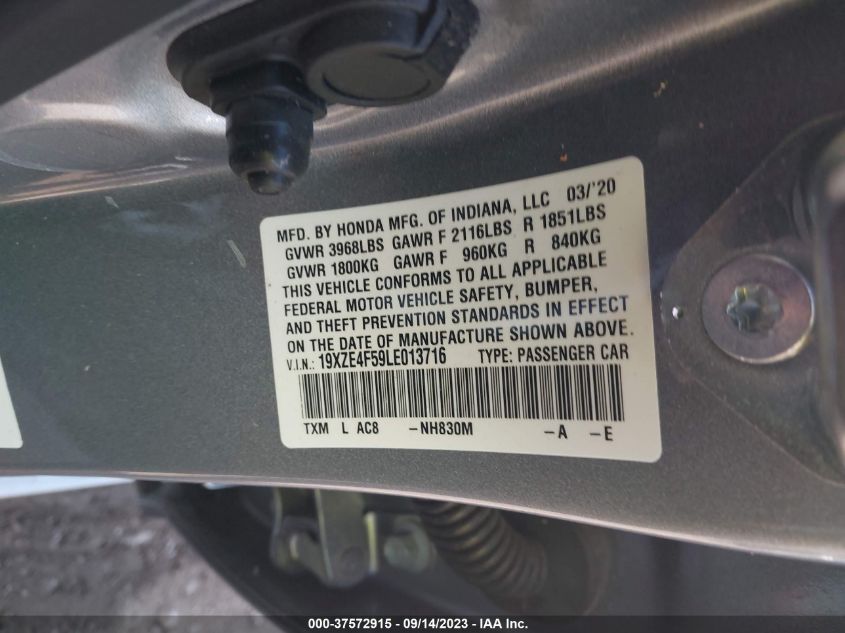 MFD. BY HONDA MFG. OF INDIANA, LLC 03/'20
GVWR 3968LBS GAWR F 2116LBS R 1851LBS
GVWR 1800KG GAWR F 960KG R 840KG
THIS VEHICLE CONFORMS TO ALL APPLICABLE
FEDERAL MOTOR VEHICLE SAFETY, BUMPER,
AND THEFT PREVENTION STANDARDS IN EFFECT
ON THE DATE OF MANUFACTURE SHOWN ABOVE.
V.I.N.: 19XZE4F59LE013716 TYPE: PASSENGER CAR
TXM L AC8 -NH830M -A -E
000-37572915 - 09/14/2023 - IAA Inc.